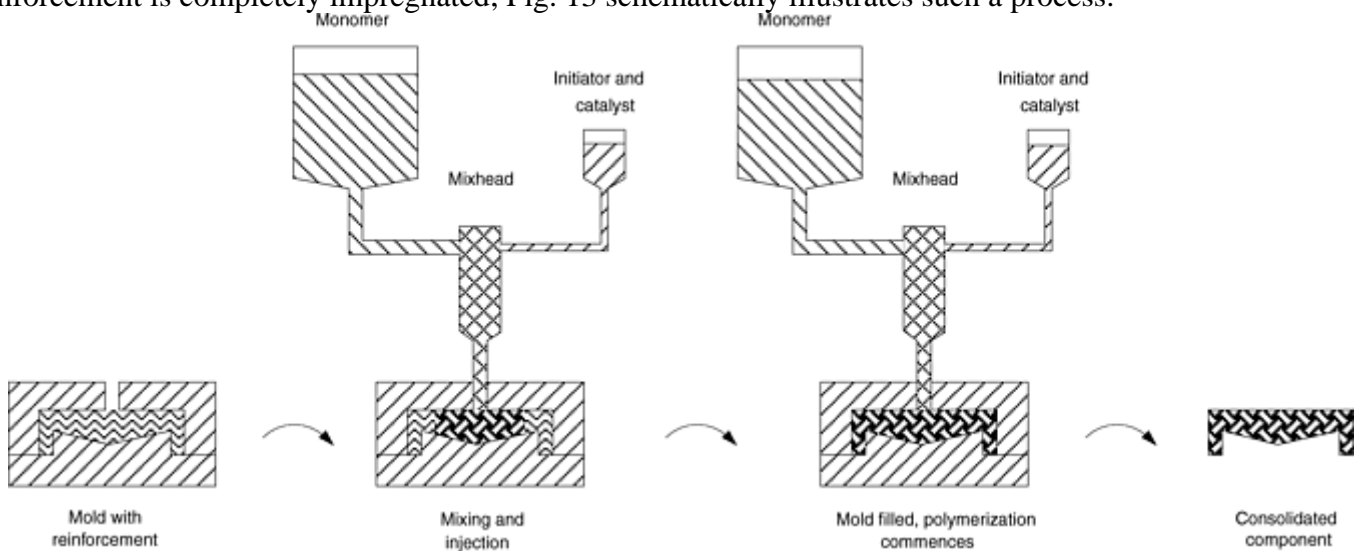 nforcement is completely impregnated, Fig. 13 schematically illustrates such a process.
Monomer
Monomer
Initiator and
catalyst
Initiator and
catalyst
Mixhead
Mixhead
Mold with
reinforcement
Mixing and
injection
Mold filled, polymerization
commences
Consolidated
component